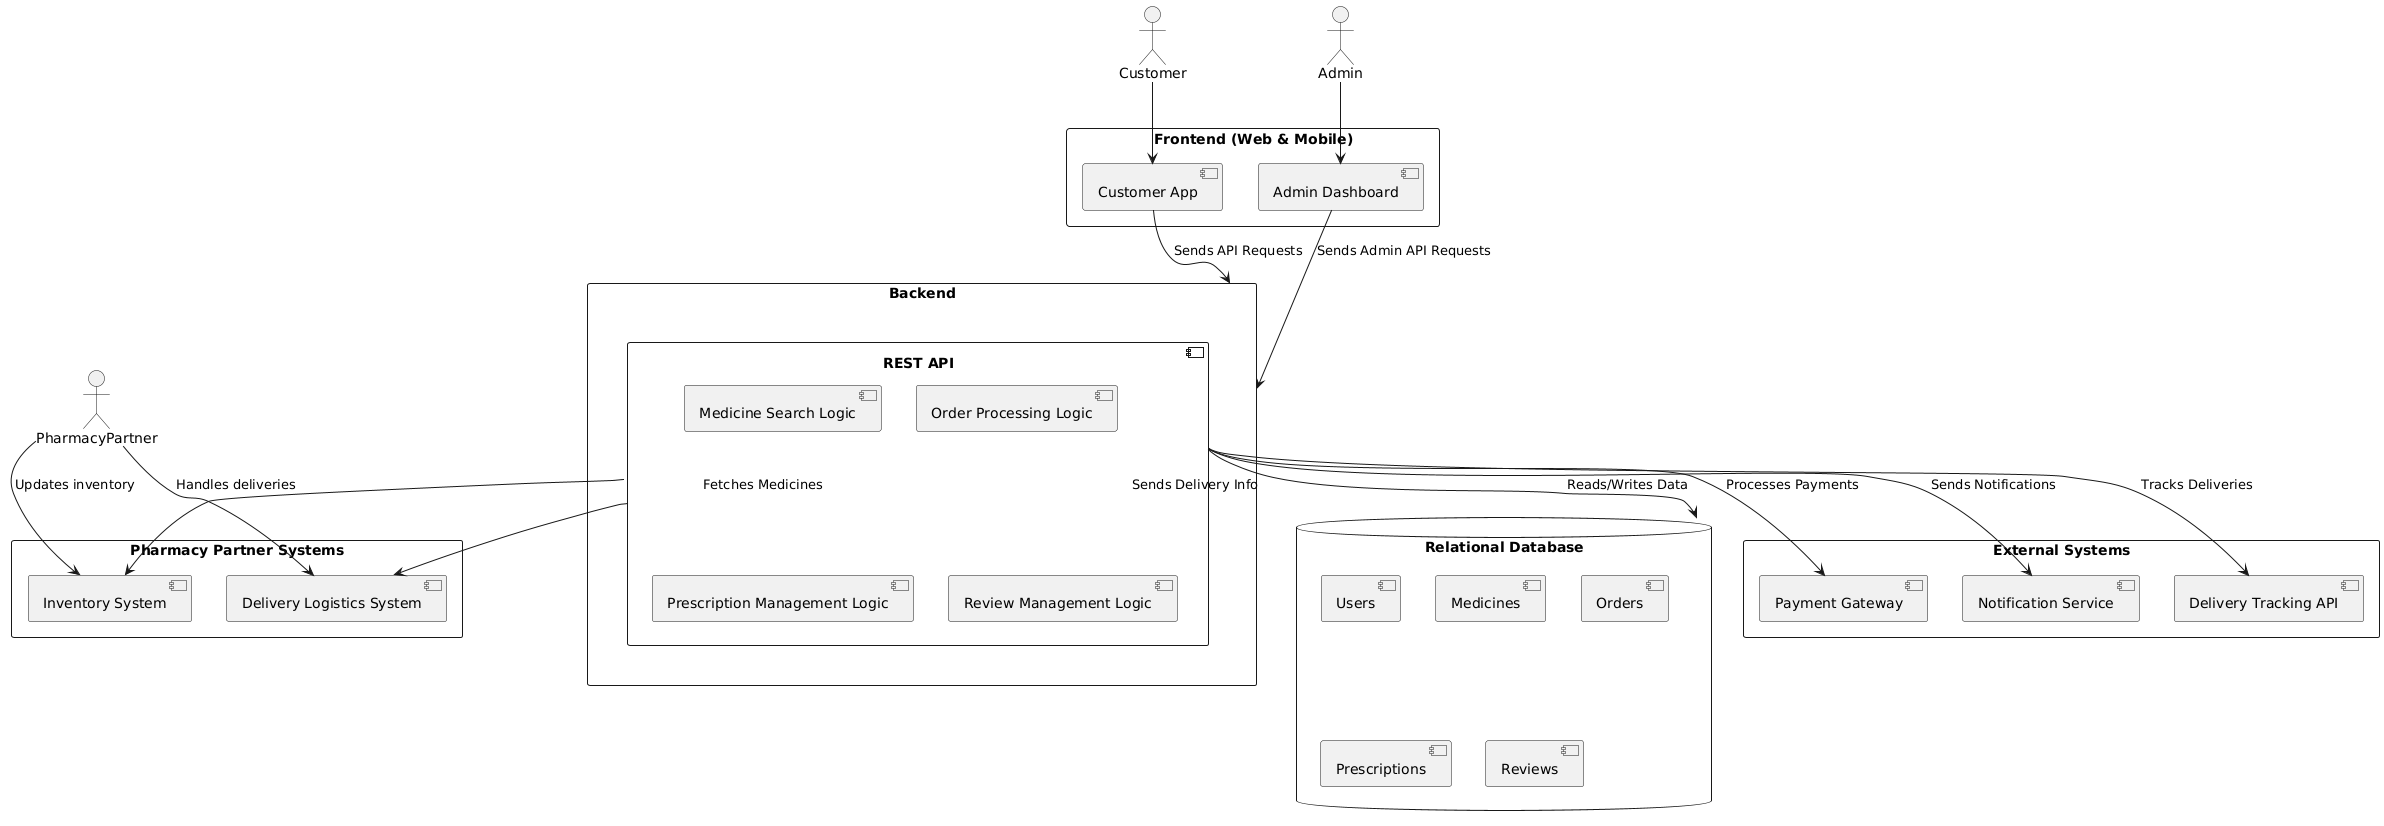 Customer
Admin
Frontend (Web & Mobile)
Customer App
Admin Dashboard
Sends API Requests
Sends Admin API Requests
Backend
REST API
Medicine Search Logic
Order Processing Logic
PharmacyPartner
Updates inventory
Handles deliveries
Fetches Medicines
Sends Delivery Info
Reads/Writes Data
Processes Payments
Sends Notifications
Tracks Deliveries
Pharmacy Partner Systems
Inventory System
Delivery Logistics System
Prescription Management Logic
Review Management Logic
Relational Database
Users
Medicines
Orders
Prescriptions
Reviews
External Systems
Payment Gateway
Notification Service
Delivery Tracking API